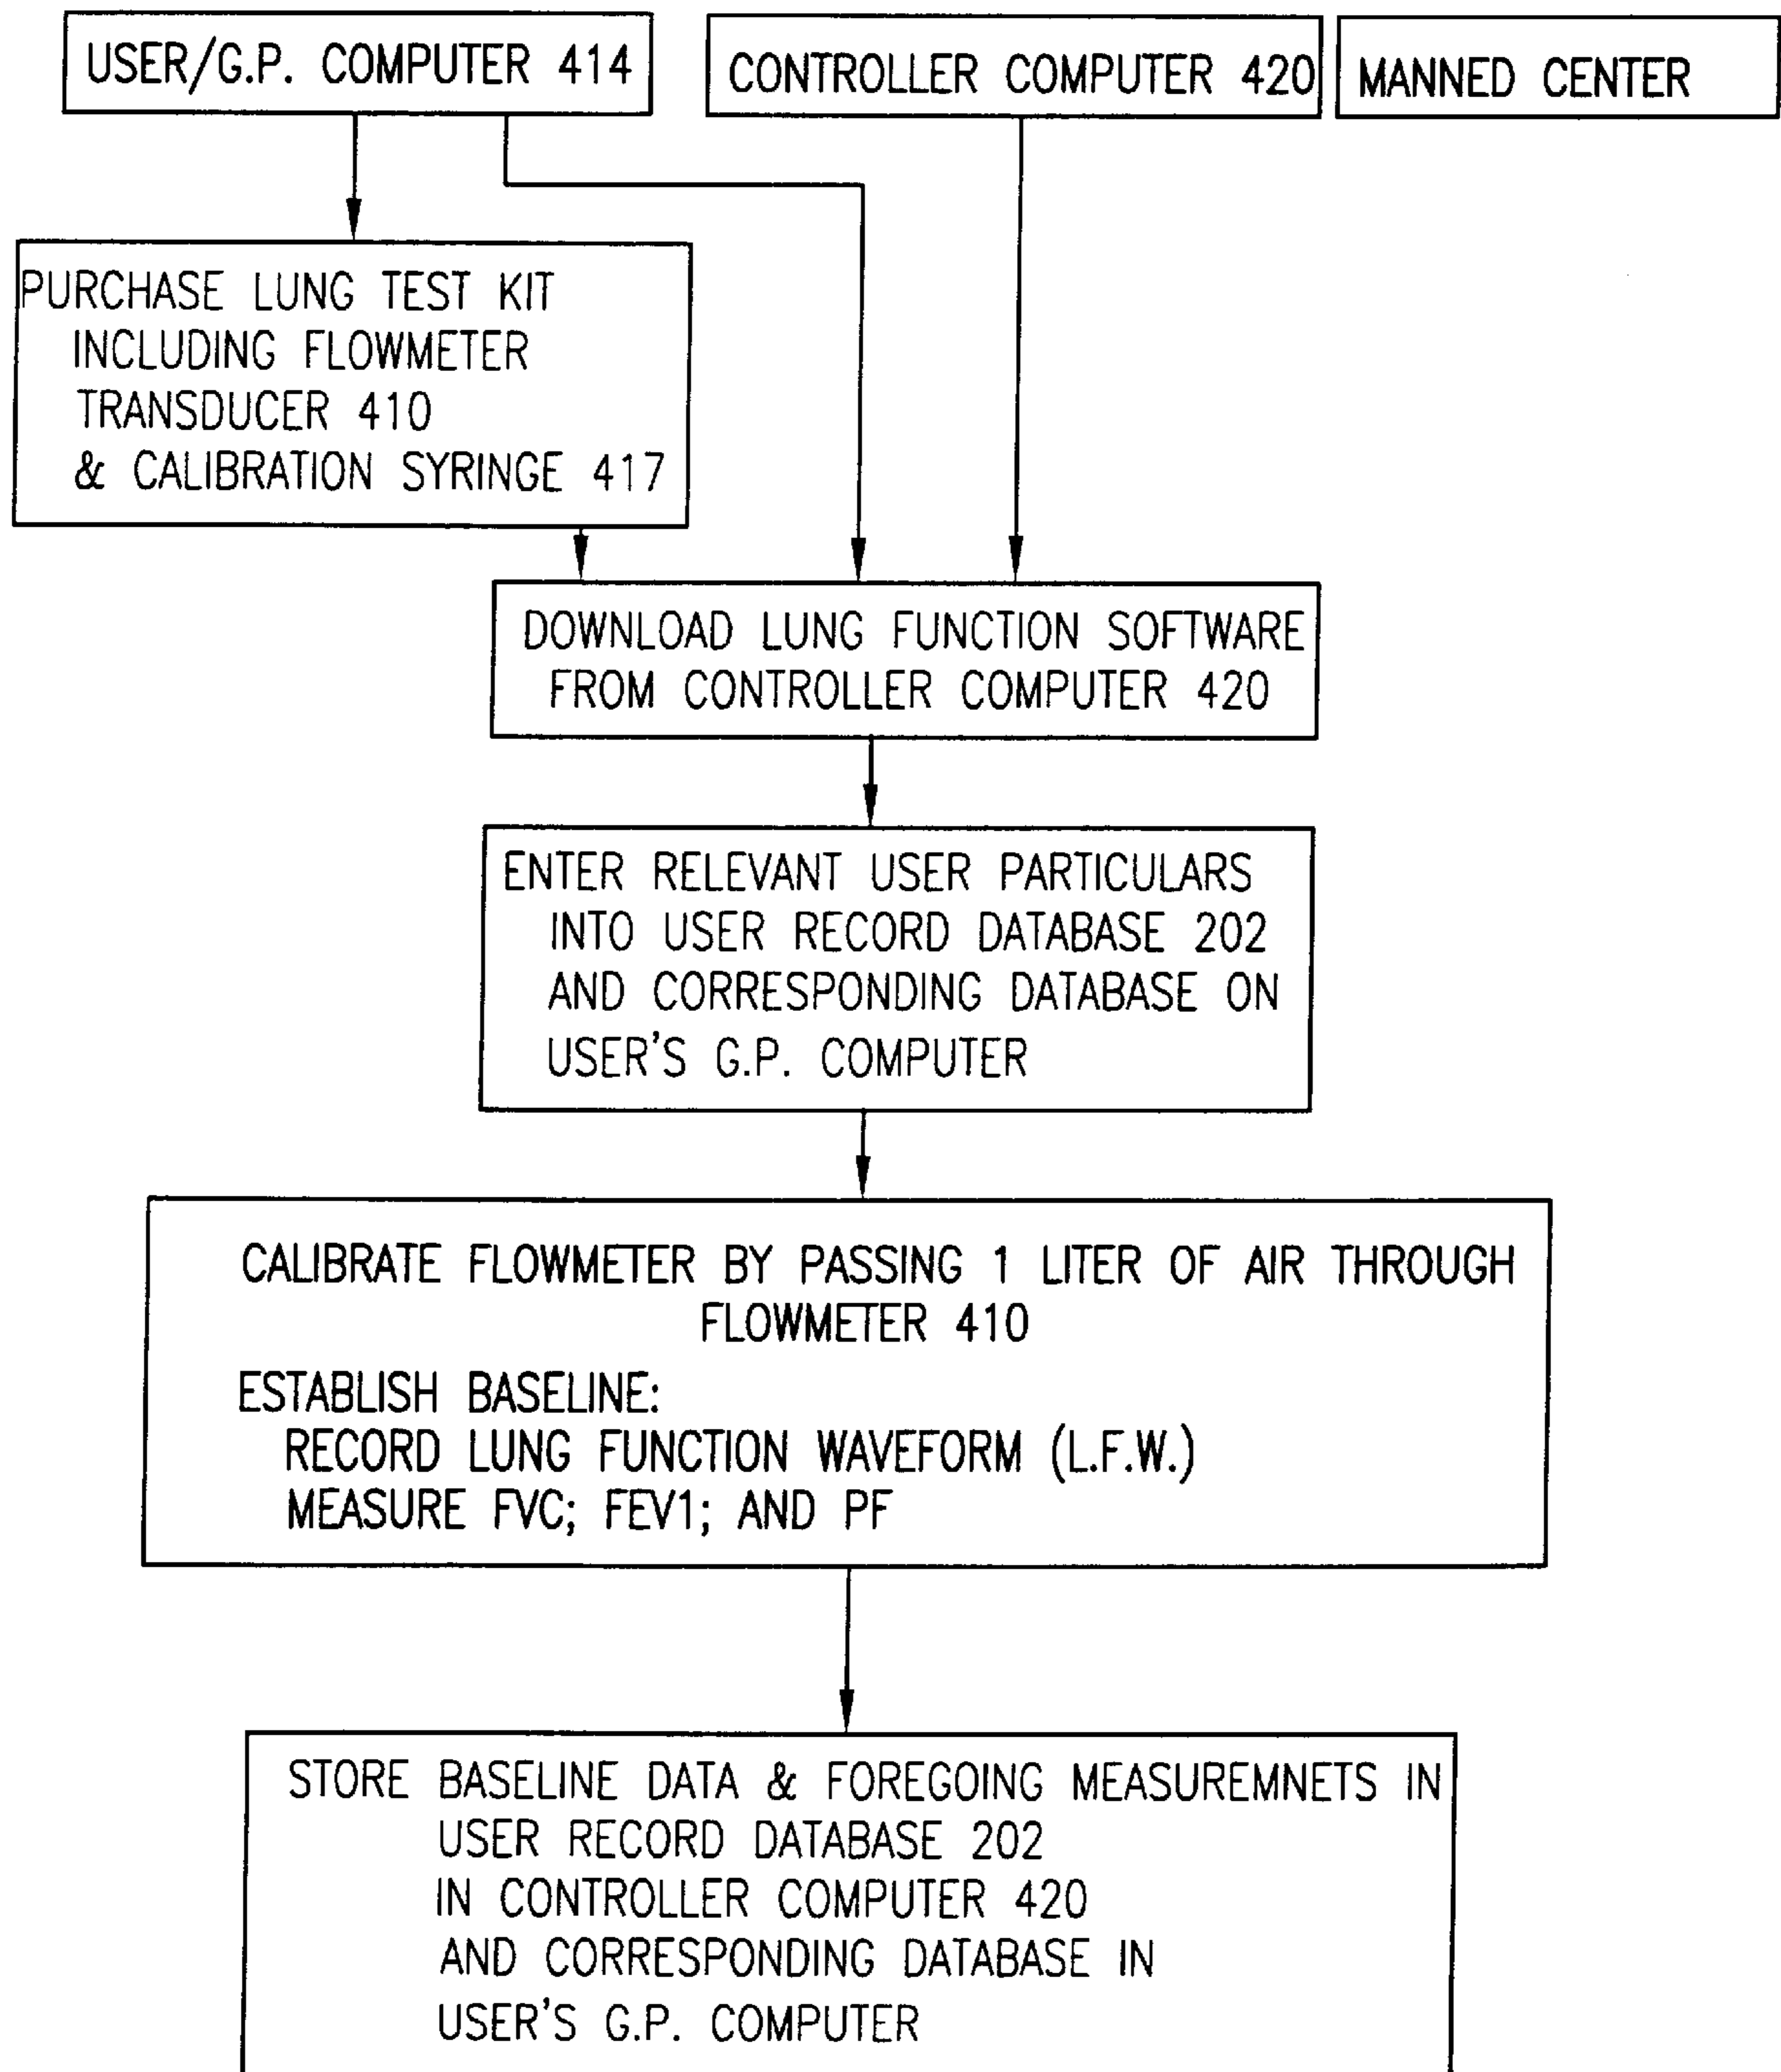 USER/G.P. COMPUTER 414
CONTROLLER COMPUTER 420
MANNED CENTER
PURCHASE LUNG TEST KIT
INCLUDING FLOWMETER
TRANSDUCER 410
& CALIBRATION SYRINGE 417
DOWNLOAD LUNG FUNCTION SOFTWARE
FROM CONTROLLER COMPUTER 420
ENTER RELEVANT USER PARTICULARS
INTO USER RECORD DATABASE 202
AND CORRESPONDING DATABASE ON
USER'S G.P. COMPUTER
CALIBRATE FLOWMETER BY PASSING 1 LITER OF AIR THROUGH
FLOWMETER 410
ESTABLISH BASELINE:
RECORD LUNG FUNCTION WAVEFORM (L.F.W.)
MEASURE FVC; FEV1; AND PF
STORE BASELINE DATA & FOREGOING MEASUREMNETS IN
USER RECORD DATABASE 202
IN CONTROLLER COMPUTER 420
AND CORRESPONDING DATABASE IN
USER'S G.P. COMPUTER